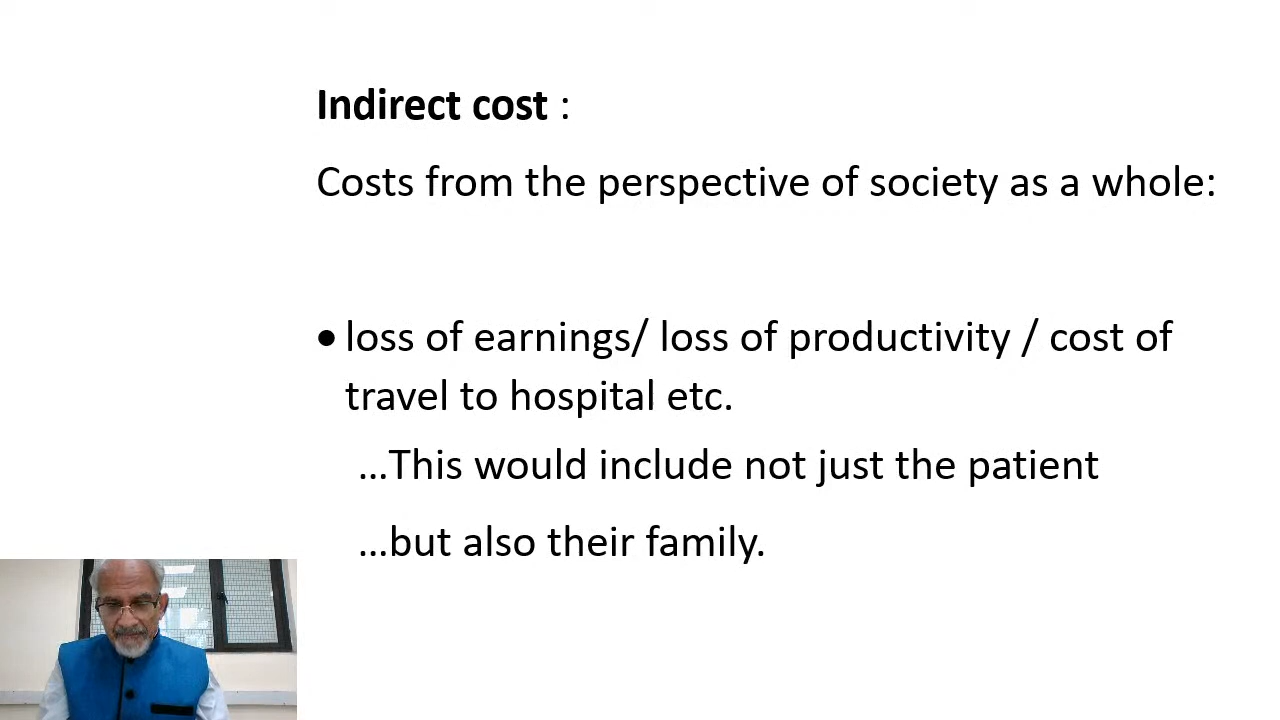 Indirect cost :
Costs from the perspective of society as a whole:
• loss of earnings/ loss of productivity / cost of
travel to hospital etc.
...This would include not just the patient
...but also their family.